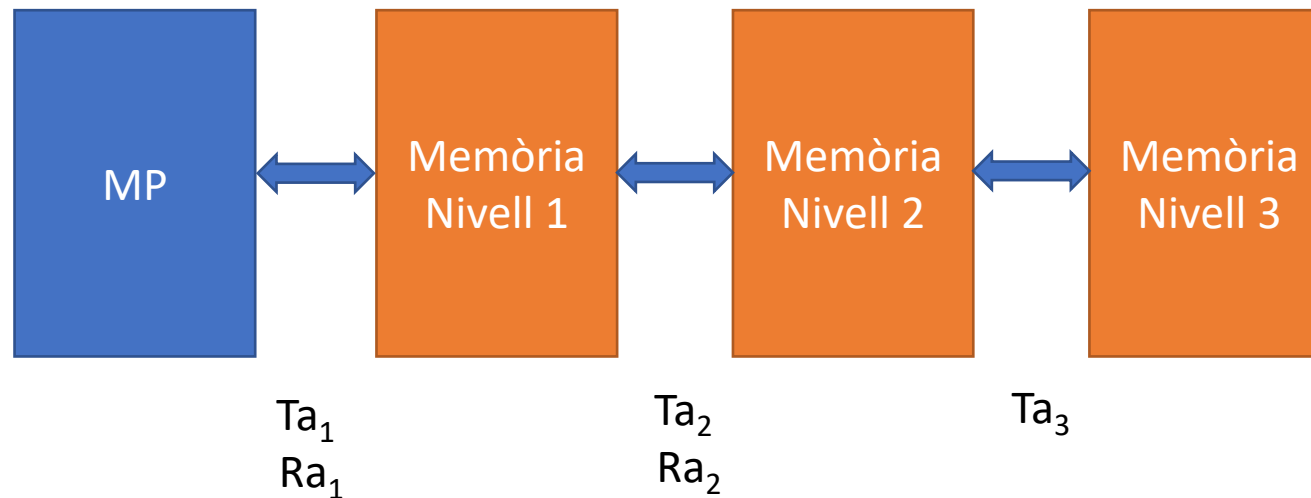 MP
Memòria
Nivell 1
Memòria
Nivell 2
Memòria
Nivell 3
Ta₁
Ra₁
Ta₂
Ra₂
Ta₃